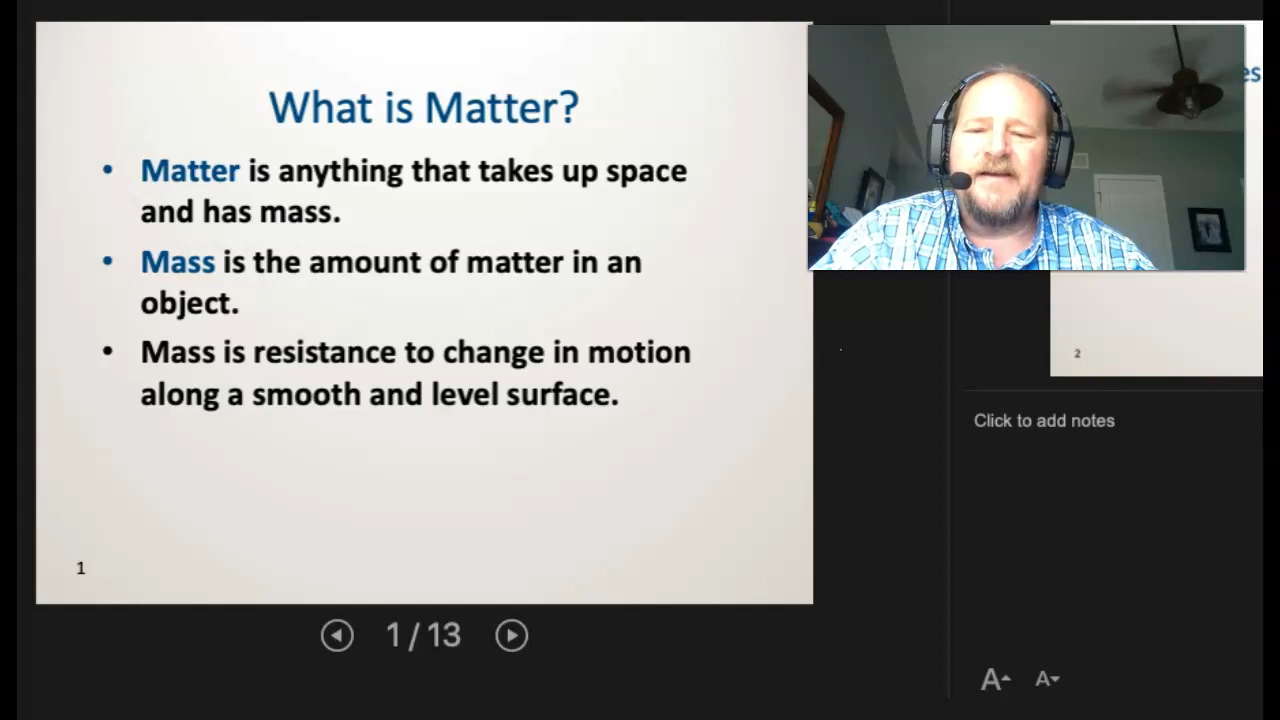 What is Matter?
• Matter is anything that takes up space
and has mass.
• Mass is the amount of matter in an
object.
• Mass is resistance to change in motion
along a smooth and level surface.
1
1 / 13
es
2
Click to add notes
A
A